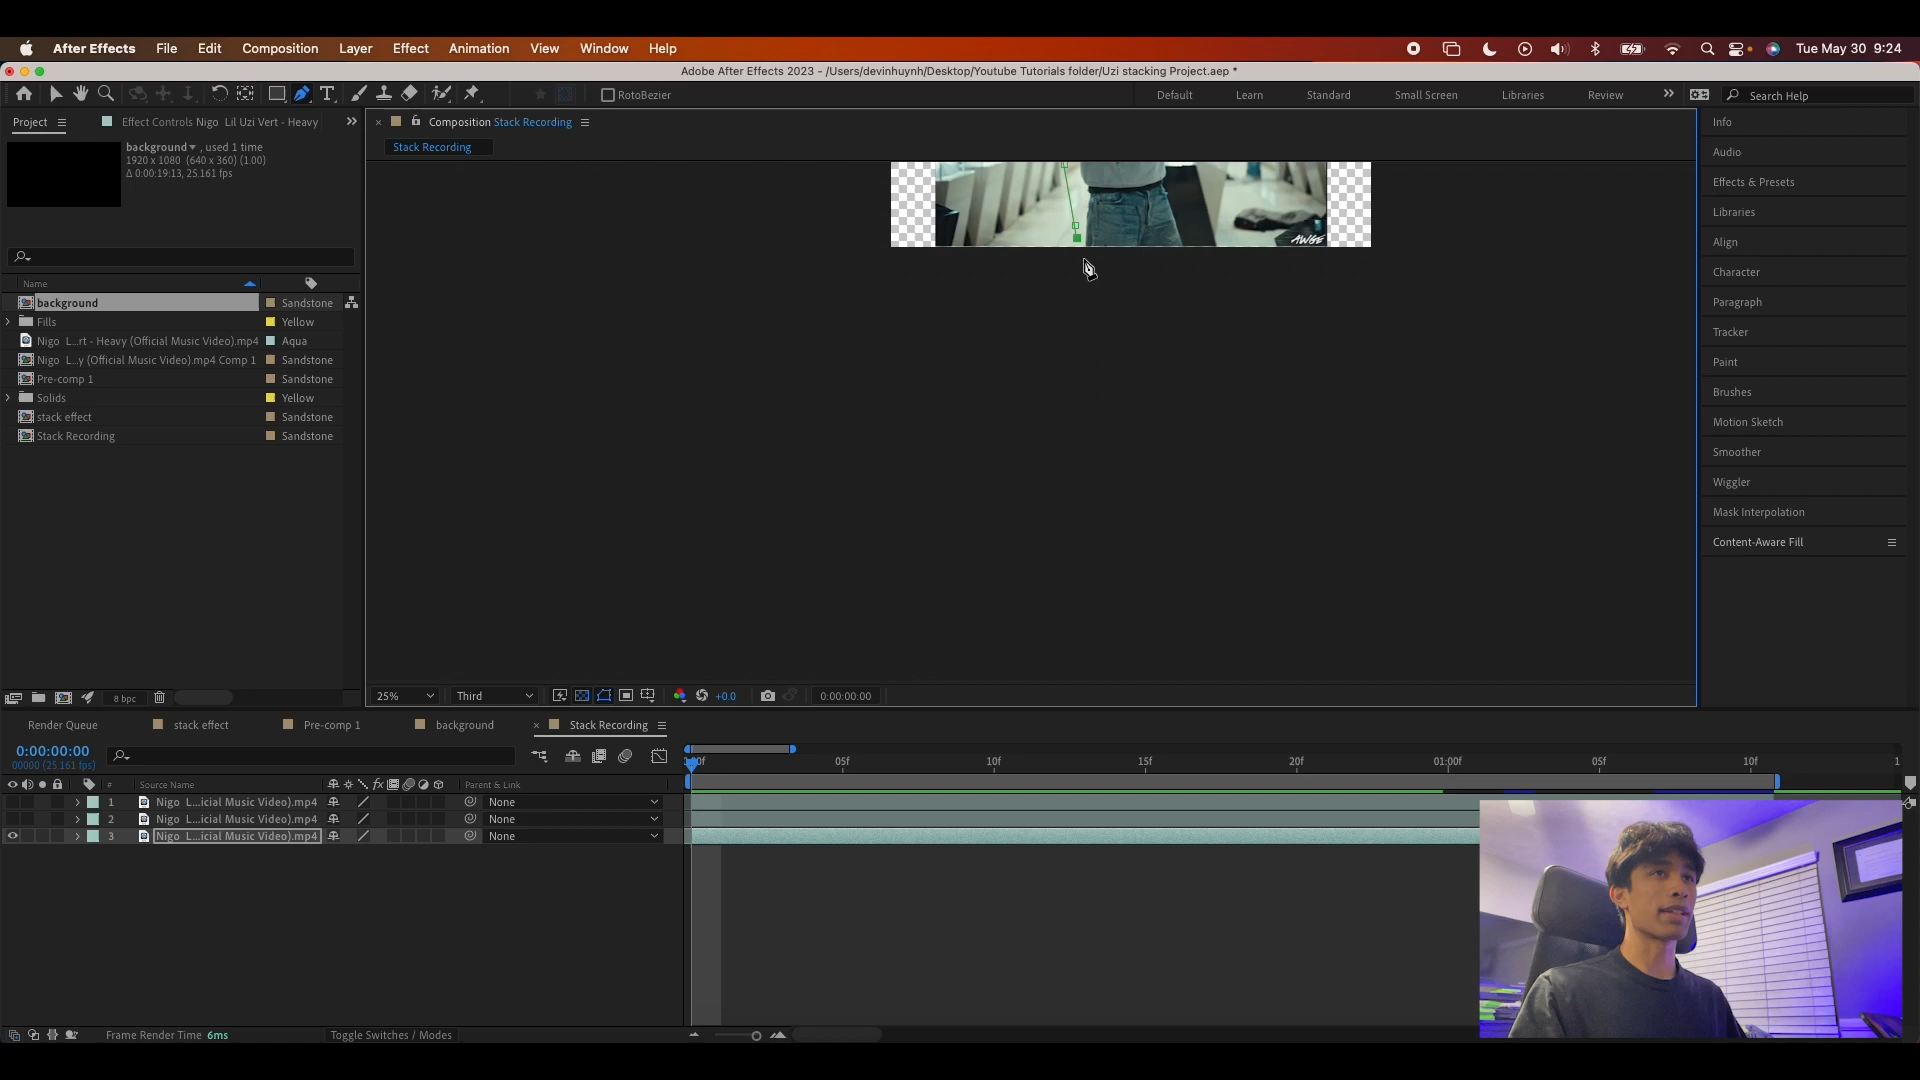 After Effects File Edit Composition Layer Effect Animation View Window Help Tue May 30 9:24
Adobe After Effects 2023 - /Users/devinhuynh/Desktop/Youtube Tutorials folder/Uzi stacking Project.aep *
RotoBezier Default Learn Standard Small Screen Libraries Review Search Help
Project Effect Controls Nigo Lil Uzi Vert - Heavy Composition Stack Recording Info
background , used 1 time Stack Recording
1920 x 1080 (640 x 360) (1.00) Audio
Δ 0:00:19:13, 25.161 fps
Effects & Presets
Libraries
AWGE
Align
Name
Character
background Sandstone Paragraph
Fills Yellow
Tracker
Nigo L...rt - Heavy (Official Music Video).mp4 Aqua
Nigo L...y (Official Music Video).mp4 Comp 1 Sandstone Paint
Pre-comp 1 Sandstone
Brushes
Solids Yellow
stack effect Sandstone Motion Sketch
Stack Recording Sandstone
Smoother
Wiggler
Mask Interpolation
Content-Aware Fill
8 bpc 25% Third +0.0 0:00:00:00
Render Queue stack effect Pre-comp 1 background Stack Recording
0:00:00:00
00000 (25.161 fps) 05f 10f 15f 20f 01:00f 05f 10f 1
# Source Name fx Parent & Link
1 Nigo L...icial Music Video).mp4 None
2 Nigo L...icial Music Video).mp4 None
3 Nigo L...icial Music Video).mp4 None
Frame Render Time 6ms Toggle Switches / Modes